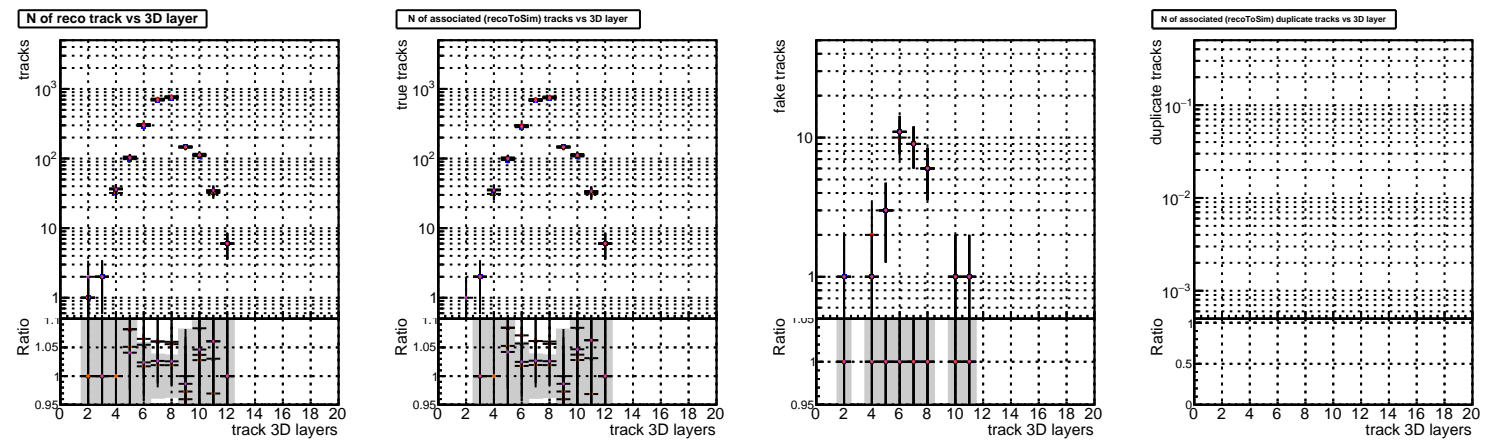 N of reco track vs 3D layer
tracks
10³
10²
10
1
Ratio
1.1
1.05
1
0.95
0 2 4 6 8 10 12 14 16 18 20
track 3D layers
N of associated (recoToSim) tracks vs 3D layer
true tracks
10³
10²
10
1
Ratio
1.1
1.05
1
0.95
0 2 4 6 8 10 12 14 16 18 20
track 3D layers
fake tracks
10
1
Ratio
1.05
1
0.95
0 2 4 6 8 10 12 14 16 18 20
track 3D layers
N of associated (recoToSim) duplicate tracks vs 3D layer
duplicate tracks
10⁻¹
10⁻²
10⁻³
Ratio
1
0.5
0
0 2 4 6 8 10 12 14 16 18 20
track 3D layers